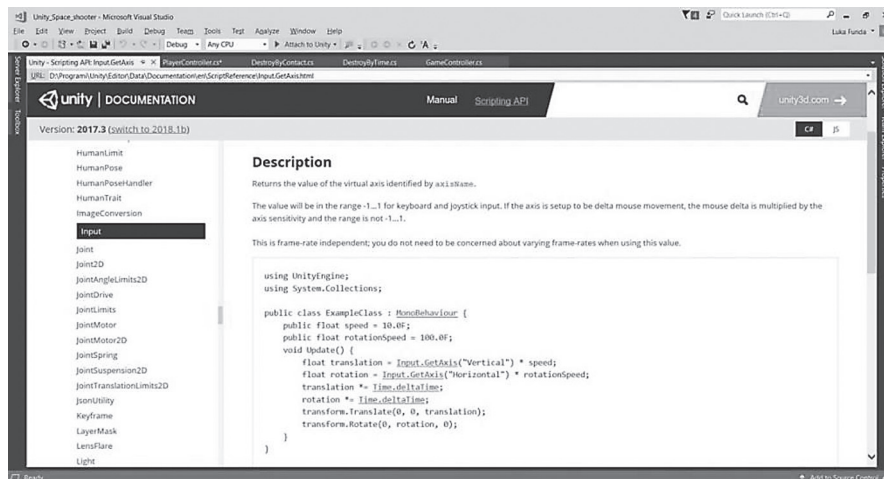 Unity_Space_shooter - Microsoft Visual Studio
Quick Launch (Ctrl+Q)
File Edit View Project Build Debug Team Tools Test Analyze Window Help
Luka Funda
Debug Any CPU Attach to Unity
Unity - Scripting API: Input.GetAxis PlayerController.cs* DestroyByContact.cs DestroyByTime.cs GameController.cs
URL: D:\Programi\Unity\Editor\Data\Documentation\en\ScriptReference\Input.GetAxis.html
Server Explorer
Toolbox
unity | DOCUMENTATION
Manual Scripting API
unity3d.com →
Version: 2017.3 (switch to 2018.1b)
C# JS
HumanLimit
HumanPose
HumanPoseHandler
HumanTrait
ImageConversion
Input
Joint
Joint2D
JointAngleLimits2D
JointDrive
JointLimits
JointMotor
JointMotor2D
JointSpring
JointSuspension2D
JointTranslationLimits2D
JsonUtility
Keyframe
LayerMask
LensFlare
Light
Description
Returns the value of the virtual axis identified by axisName.
The value will be in the range -1...1 for keyboard and joystick input. If the axis is setup to be delta mouse movement, the mouse delta is multiplied by the
axis sensitivity and the range is not -1...1.
This is frame-rate independent; you do not need to be concerned about varying frame-rates when using this value.
using UnityEngine;
using System.Collections;
public class ExampleClass : MonoBehaviour {
public float speed = 10.0F;
public float rotationSpeed = 100.0F;
void Update() {
float translation = Input.GetAxis("Vertical") * speed;
float rotation = Input.GetAxis("Horizontal") * rotationSpeed;
translation *= Time.deltaTime;
rotation *= Time.deltaTime;
transform.Translate(0, 0, translation);
transform.Rotate(0, rotation, 0);
}
}
Ready
Add to Source Control